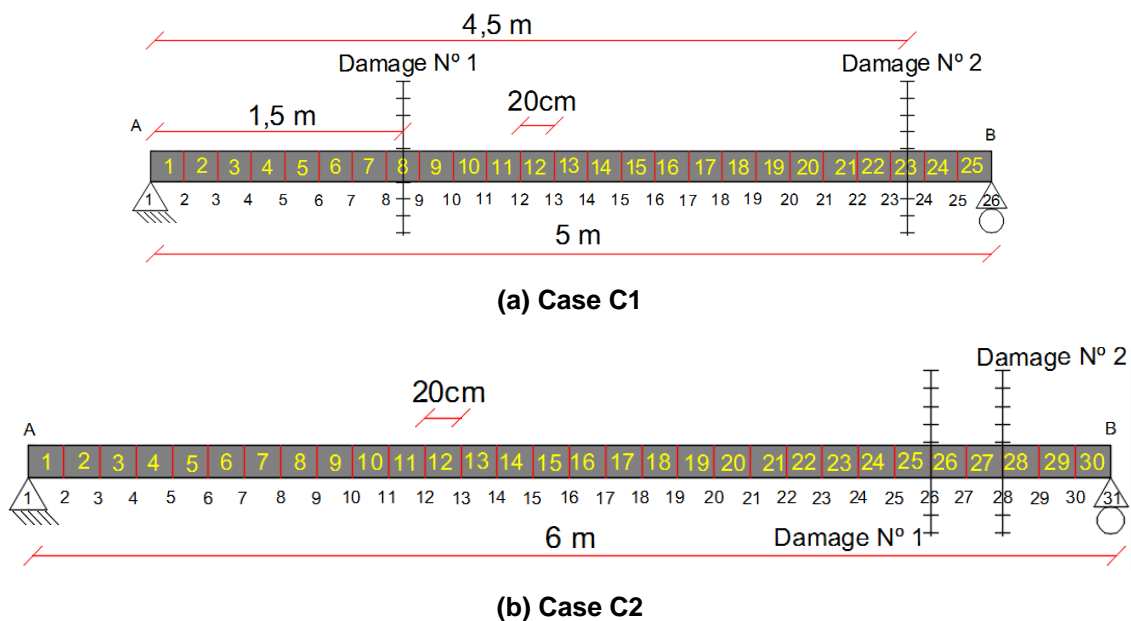 4,5 m
Damage Nº 1
Damage Nº 2
20cm
1,5 m
A
B
1 2 3 4 5 6 7 8 9 10 11 12 13 14 15 16 17 18 19 20 21 22 23 24 25
1 2 3 4 5 6 7 8 9 10 11 12 13 14 15 16 17 18 19 20 21 22 23 24 25 26
5 m
(a) Case C1
Damage Nº 2
20cm
A
B
1 2 3 4 5 6 7 8 9 10 11 12 13 14 15 16 17 18 19 20 21 22 23 24 25 26 27 28 29 30
1 2 3 4 5 6 7 8 9 10 11 12 13 14 15 16 17 18 19 20 21 22 23 24 25 26 27 28 29 30 31
Damage Nº 1
6 m
(b) Case C2